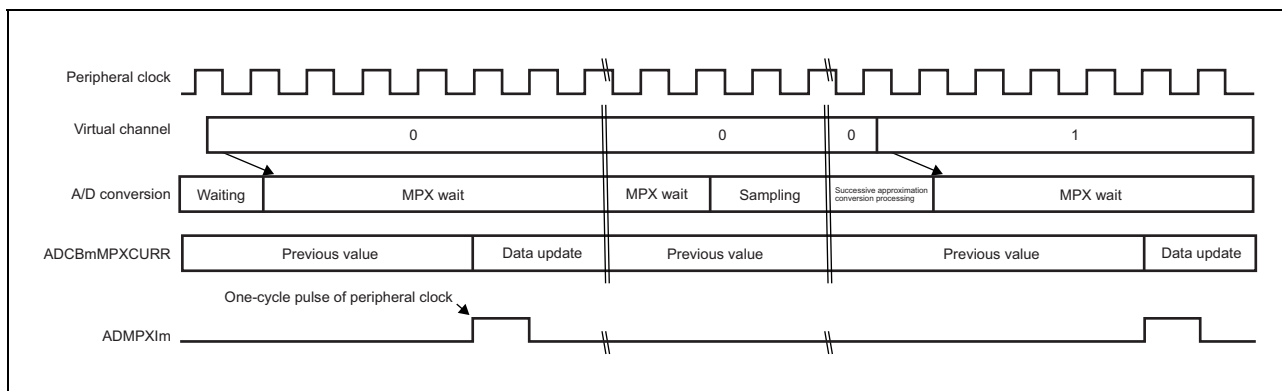 Peripheral clock
Virtual channel
0
0
0
1
A/D conversion
Waiting
MPX wait
MPX wait
Sampling
Successive approximation
conversion processing
MPX wait
ADCBmMPXCURR
Previous value
Data update
Previous value
Previous value
Data update
One-cycle pulse of peripheral clock
ADMPXIm